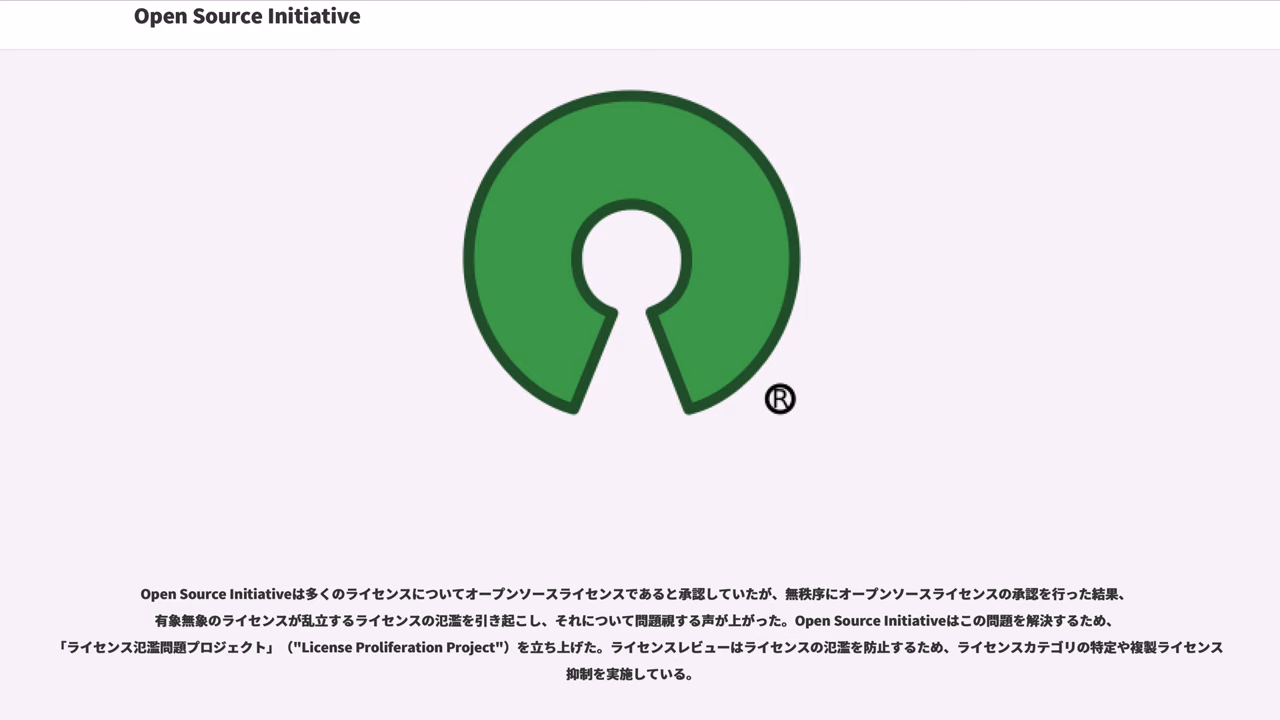 Open Source Initiative
®
Open Source Initiativeは多くのライセンスについてオープンソースライセンスであると承認していたが、無秩序にオープンソースライセンスの承認を行った結果、
有象無象のライセンスが乱立するライセンスの氾濫を引き起こし、それについて問題視する声が上がった。Open Source Initiativeはこの問題を解決するため、
「ライセンス氾濫問題プロジェクト」（"License Proliferation Project"）を立ち上げた。ライセンスレビューはライセンスの氾濫を防止するため、ライセンスカテゴリの特定や複製ライセンス
抑制を実施している。